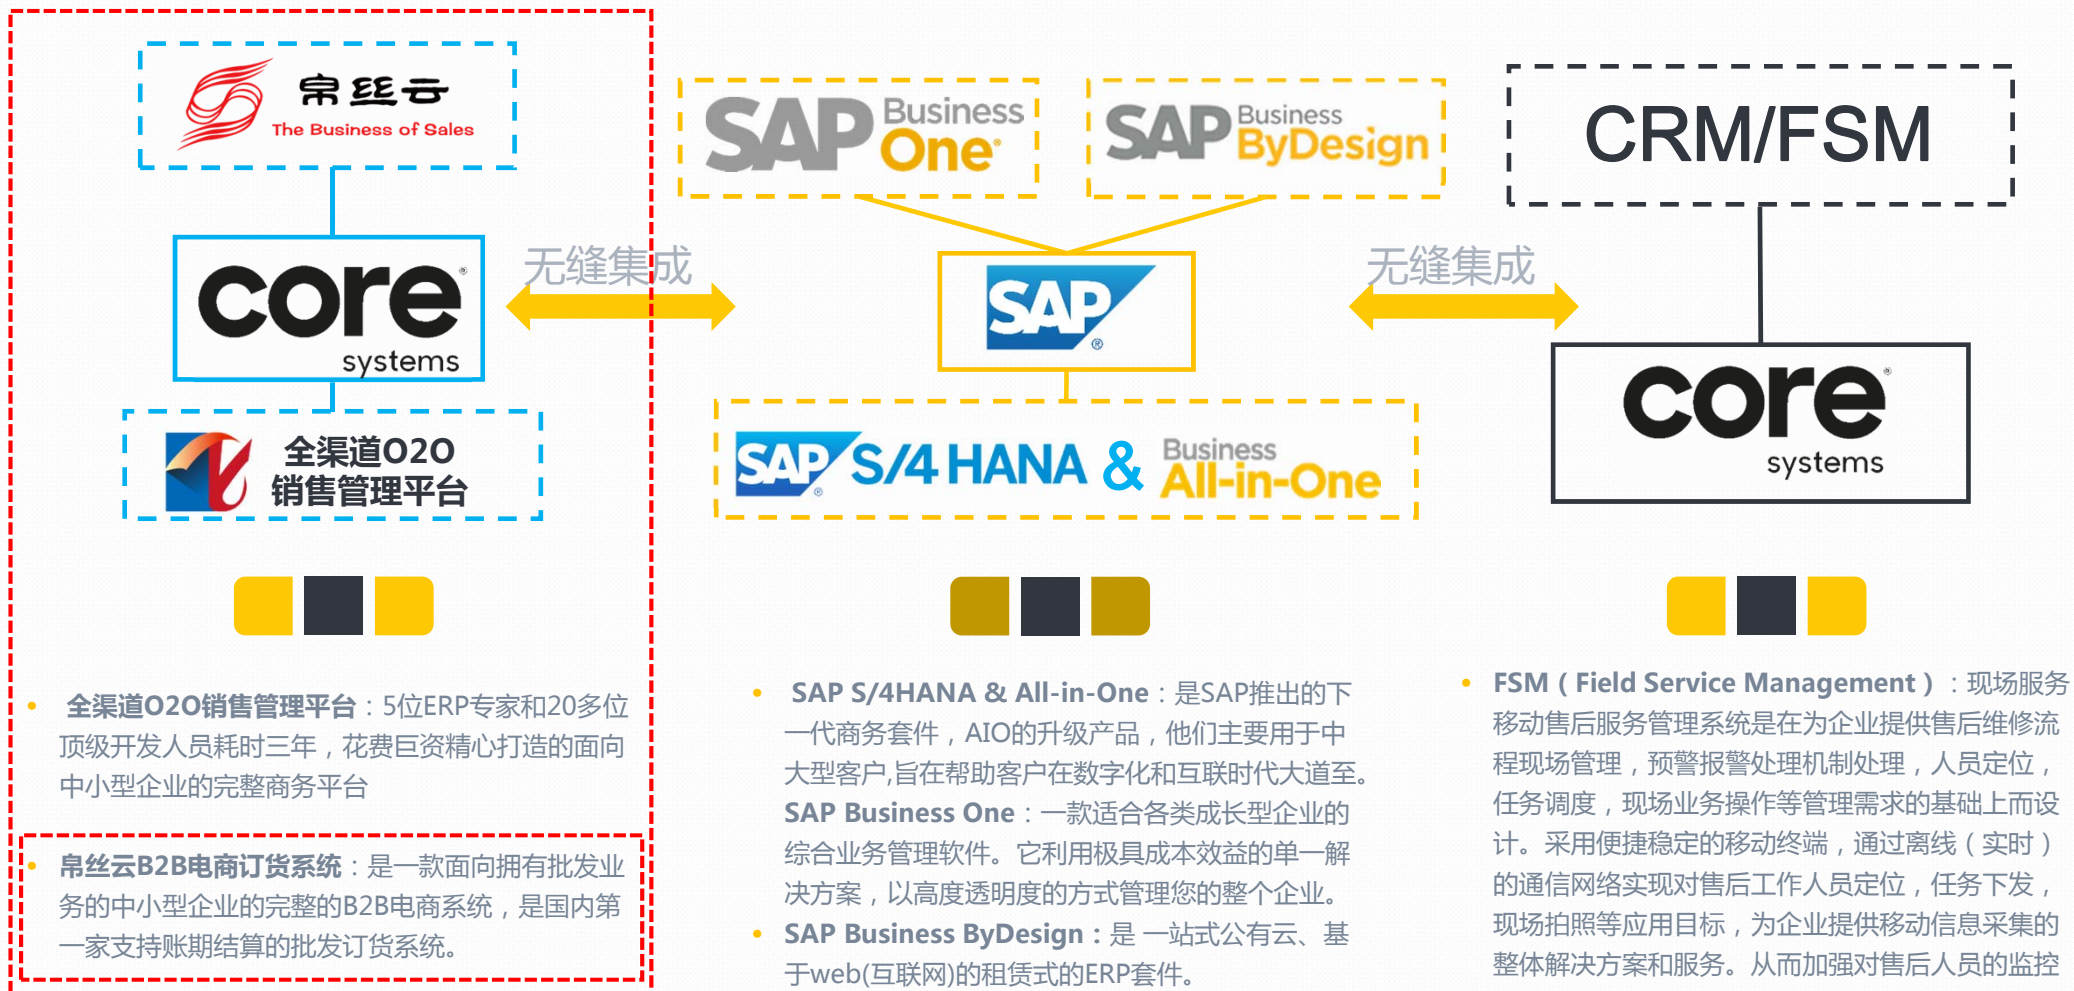 帛丝云
The Business of Sales
core
systems
全渠道O2O
销售管理平台
无缝集成
SAP Business One
SAP Business ByDesign
SAP
SAP S/4 HANA & Business All-in-One
无缝集成
CRM/FSM
core
systems
• 全渠道O2O销售管理平台：5位ERP专家和20多位
顶级开发人员耗时三年，花费巨资精心打造的面向
中小型企业的完整商务平台
• 帛丝云B2B电商订货系统：是一款面向拥有批发业
务的中小型企业的完整的B2B电商系统，是国内第
一家支持账期结算的批发订货系统。
• SAP S/4HANA & All-in-One：是SAP推出的下
一代商务套件，AIO的升级产品，他们主要用于中
大型客户,旨在帮助客户在数字化和互联时代大道至。
SAP Business One：一款适合各类成长型企业的
综合业务管理软件。它利用极具成本效益的单一解
决方案，以高度透明度的方式管理您的整个企业。
• SAP Business ByDesign：是 一站式公有云、基
于web(互联网)的租赁式的ERP套件。
• FSM（Field Service Management）：现场服务
移动售后服务管理系统是在为企业提供售后维修流
程现场管理，预警报警处理机制处理，人员定位，
任务调度，现场业务操作等管理需求的基础上而设
计。采用便捷稳定的移动终端，通过离线（实时）
的通信网络实现对售后工作人员定位，任务下发，
现场拍照等应用目标，为企业提供移动信息采集的
整体解决方案和服务。从而加强对售后人员的监控